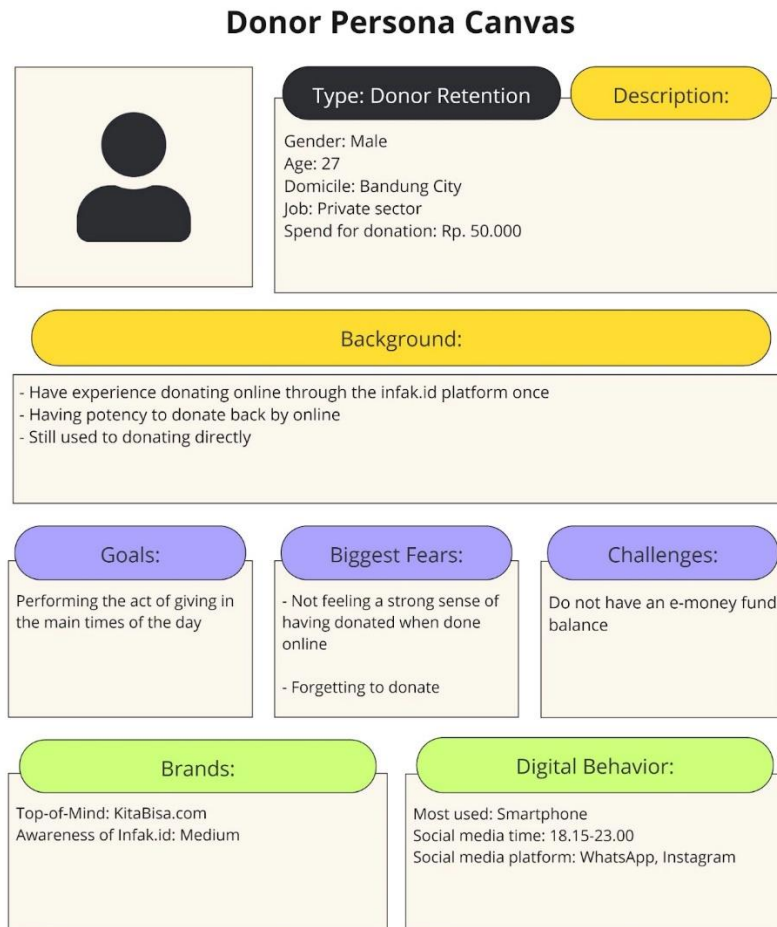 Donor Persona Canvas
Type: Donor Retention
Description:
Gender: Male
Age: 27
Domicile: Bandung City
Job: Private sector
Spend for donation: Rp. 50.000
Background:
- Have experience donating online through the infak.id platform once
- Having potency to donate back by online
- Still used to donating directly
Goals:
Performing the act of giving in
the main times of the day
Biggest Fears:
- Not feeling a strong sense of
having donated when done
online
- Forgetting to donate
Challenges:
Do not have an e-money fund
balance
Brands:
Top-of-Mind: KitaBisa.com
Awareness of Infak.id: Medium
Digital Behavior:
Most used: Smartphone
Social media time: 18.15-23.00
Social media platform: WhatsApp, Instagram